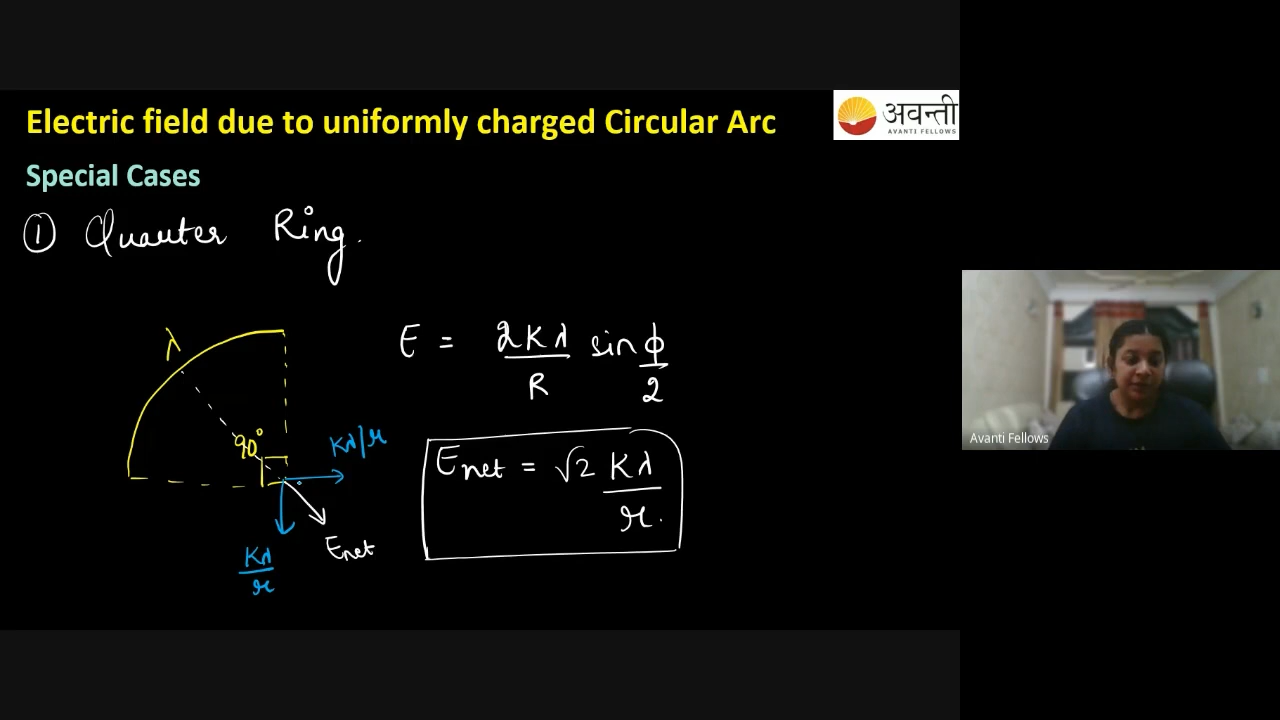 Electric field due to uniformly charged Circular Arc
अवन्ती
AVANTI FELLOWS
Special Cases
① Quauter Ring.
λ
90°
Kλ/r
Kλ
r
Enet
E = 2Kλ/R sin ϕ/2
Enet = √2 Kλ/r.
Avanti Fellows